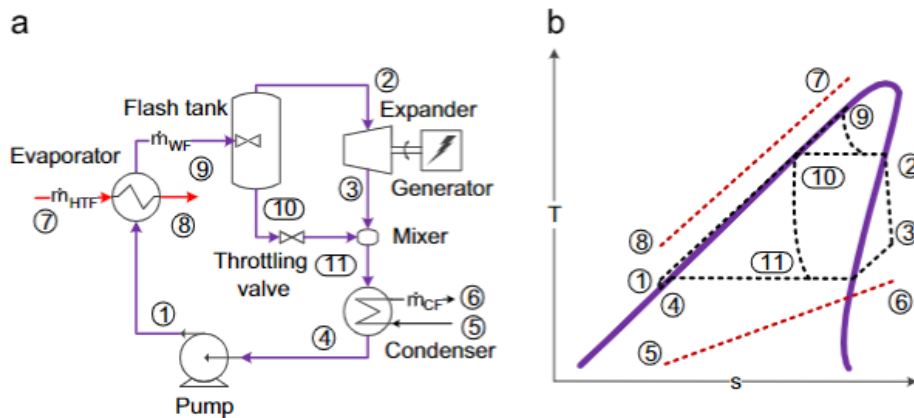 a
②
Flash tank
Expander
ṁWF
Evaporator
⑨
③
Generator
ṁHTF
⑩
Mixer
⑦
⑧
Throttling
valve
⑪
ṁCF
⑥
⑤
①
④
Condenser
Pump
b
⑦
⑨
⑩
②
T
⑧
③
①
⑪
④
⑥
⑤
s